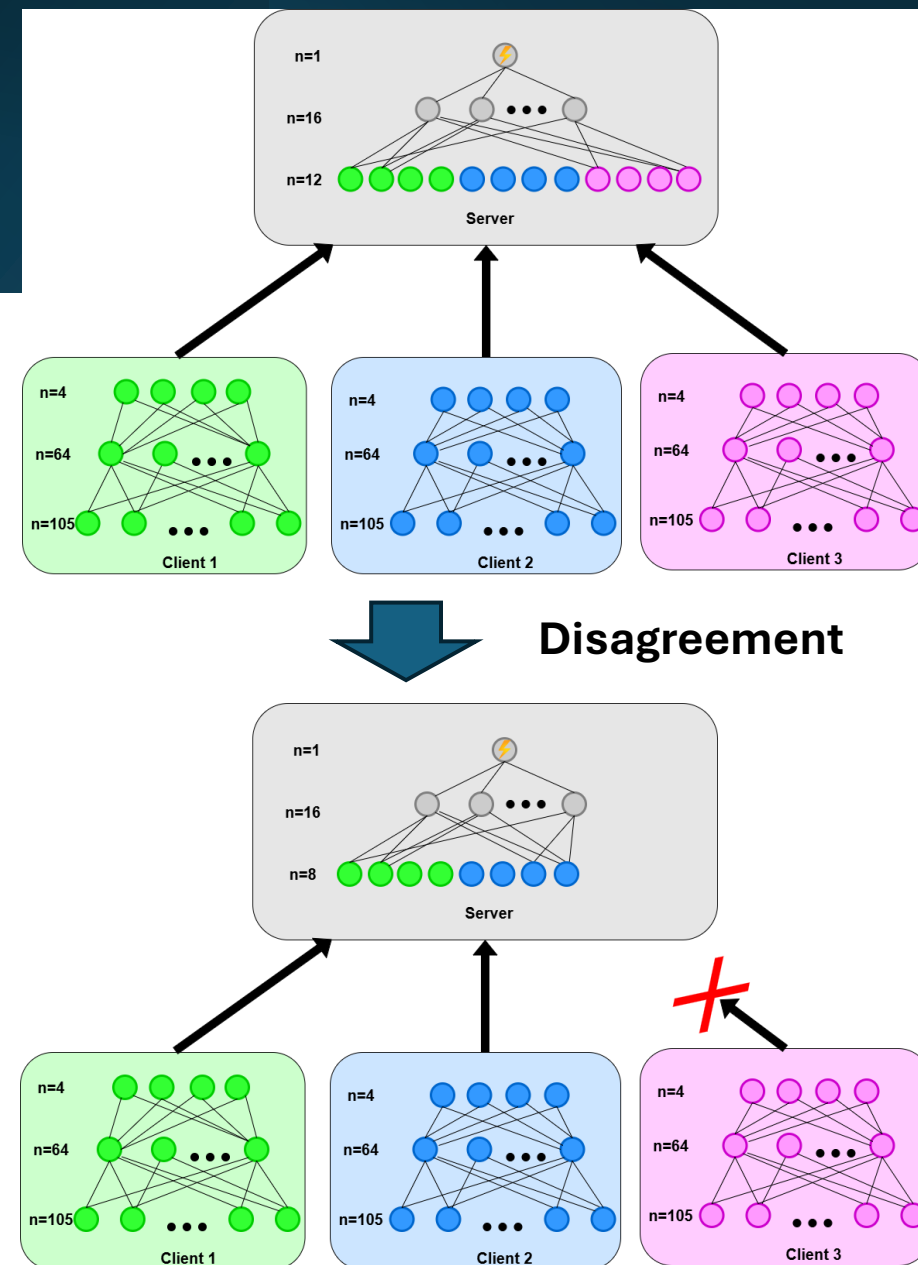 n=1
n=16
n=12
Server
n=4
n=4
n=4
n=64
n=64
n=64
n=105
n=105
n=105
Client 1
Client 2
Client 3
Disagreement
n=1
n=16
n=8
Server
n=4
n=4
n=4
n=64
n=64
n=64
n=105
n=105
n=105
Client 1
Client 2
Client 3